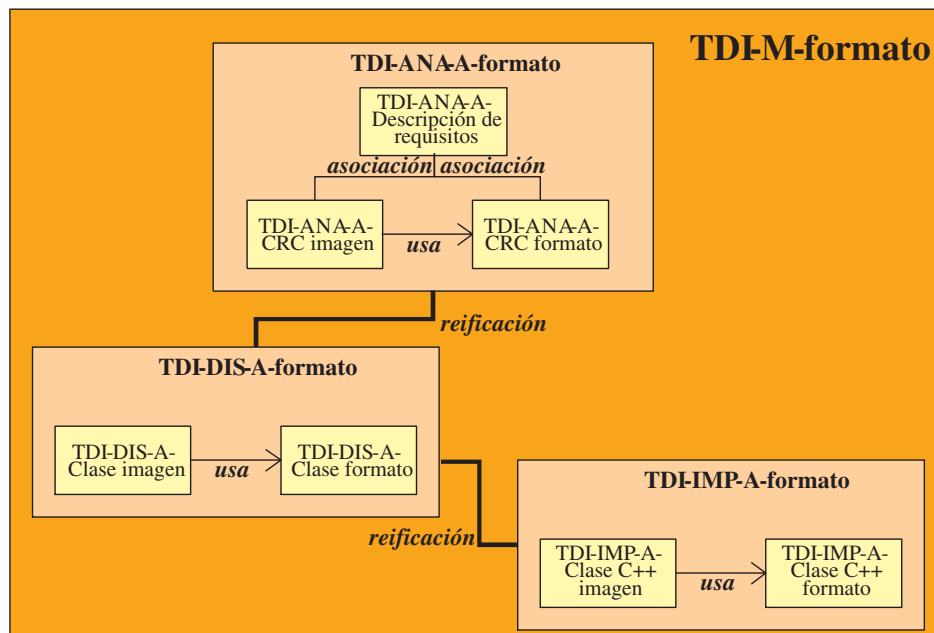 TDI-M-formato
TDI-ANA-A-formato
TDI-ANA-A-
Descripción de
requisitos
asociación asociación
TDI-ANA-A-
CRC imagen
usa
TDI-ANA-A-
CRC formato
reificación
TDI-DIS-A-formato
TDI-DIS-A-
Clase imagen
usa
TDI-DIS-A-
Clase formato
reificación
TDI-IMP-A-formato
TDI-IMP-A-
Clase C++
imagen
usa
TDI-IMP-A-
Clase C++
formato